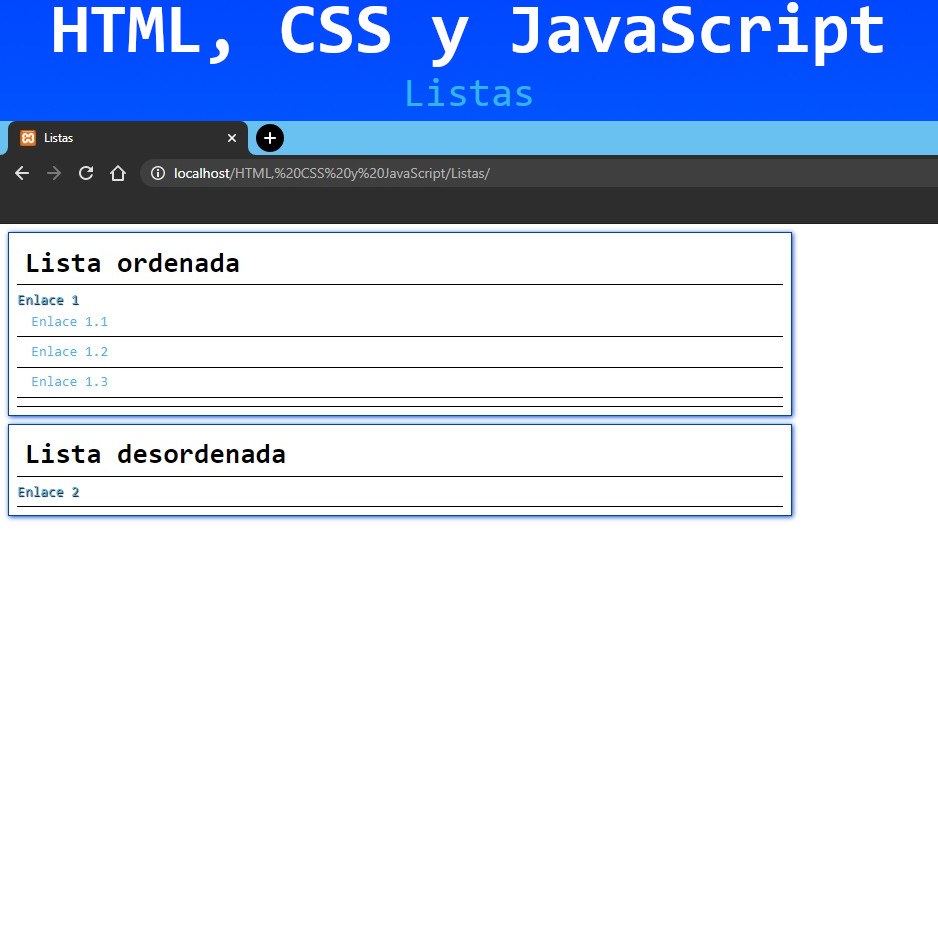 HTML, CSS y JavaScript
Listas
Listas
localhost/HTML,%20CSS%20y%20JavaScript/Listas/
Lista ordenada
Enlace 1
Enlace 1.1
Enlace 1.2
Enlace 1.3
Lista desordenada
Enlace 2